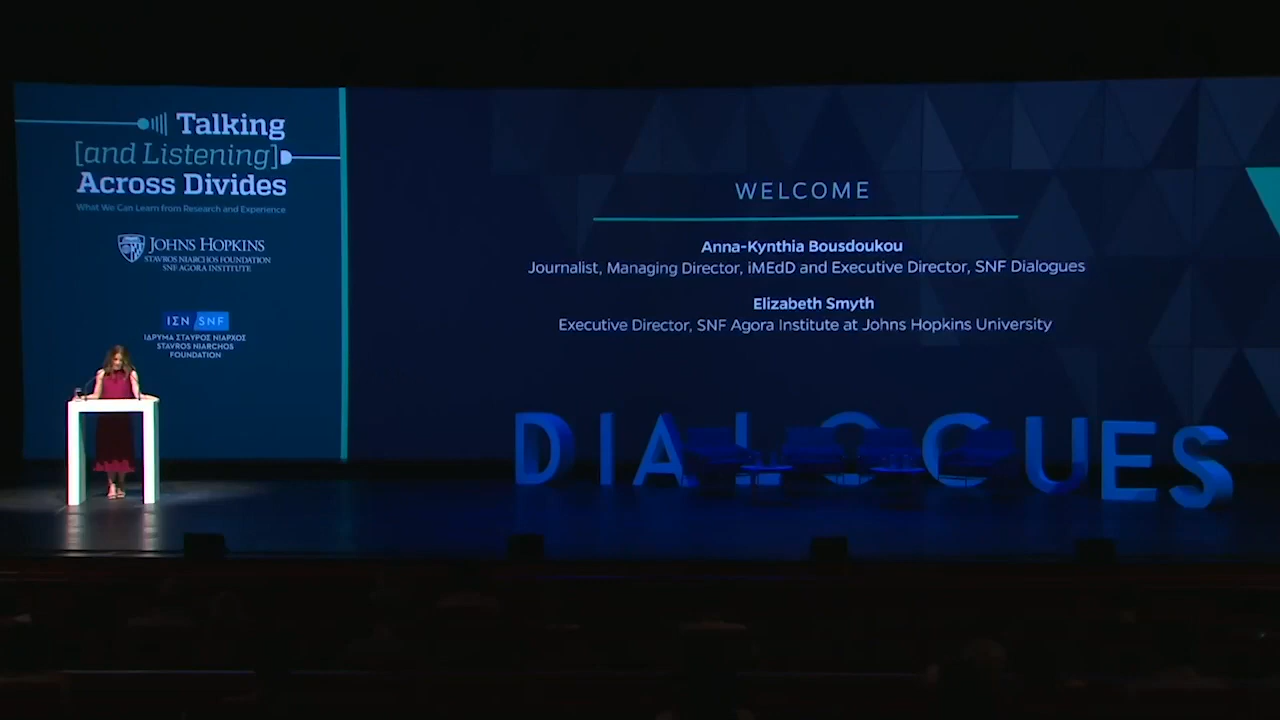 Talking
[and Listening]
Across Divides
What We Can Learn from Research and Experience
JOHNS HOPKINS
STAVROS NIARCHOS FOUNDATION
SNF AGORA INSTITUTE
ΙΣΝ SNF
ΙΔΡΥΜΑ ΣΤΑΥΡΟΣ ΝΙΑΡΧΟΣ
STAVROS NIARCHOS
FOUNDATION
WELCOME
Anna-Kynthia Bousdoukou
Journalist, Managing Director, iMEdD and Executive Director, SNF Dialogues
Elizabeth Smyth
Executive Director, SNF Agora Institute at Johns Hopkins University
DIALOGUES